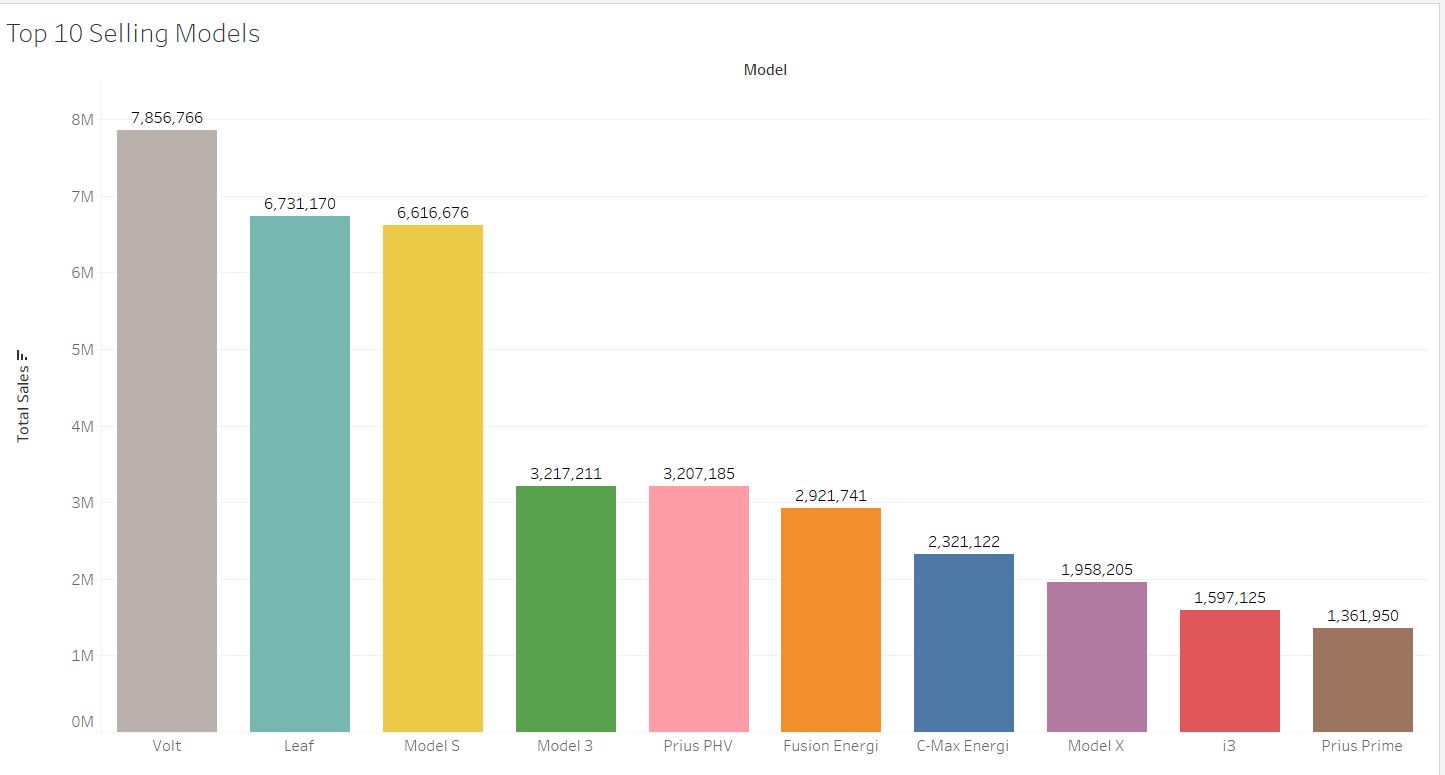 Top 10 Selling Models
Model
8M
7M
6M
5M
4M
3M
2M
1M
0M
Total Sales
7,856,766
6,731,170
6,616,676
3,217,211
3,207,185
2,921,741
2,321,122
1,958,205
1,597,125
1,361,950
Volt
Leaf
Model S
Model 3
Prius PHV
Fusion Energi
C-Max Energi
Model X
i3
Prius Prime